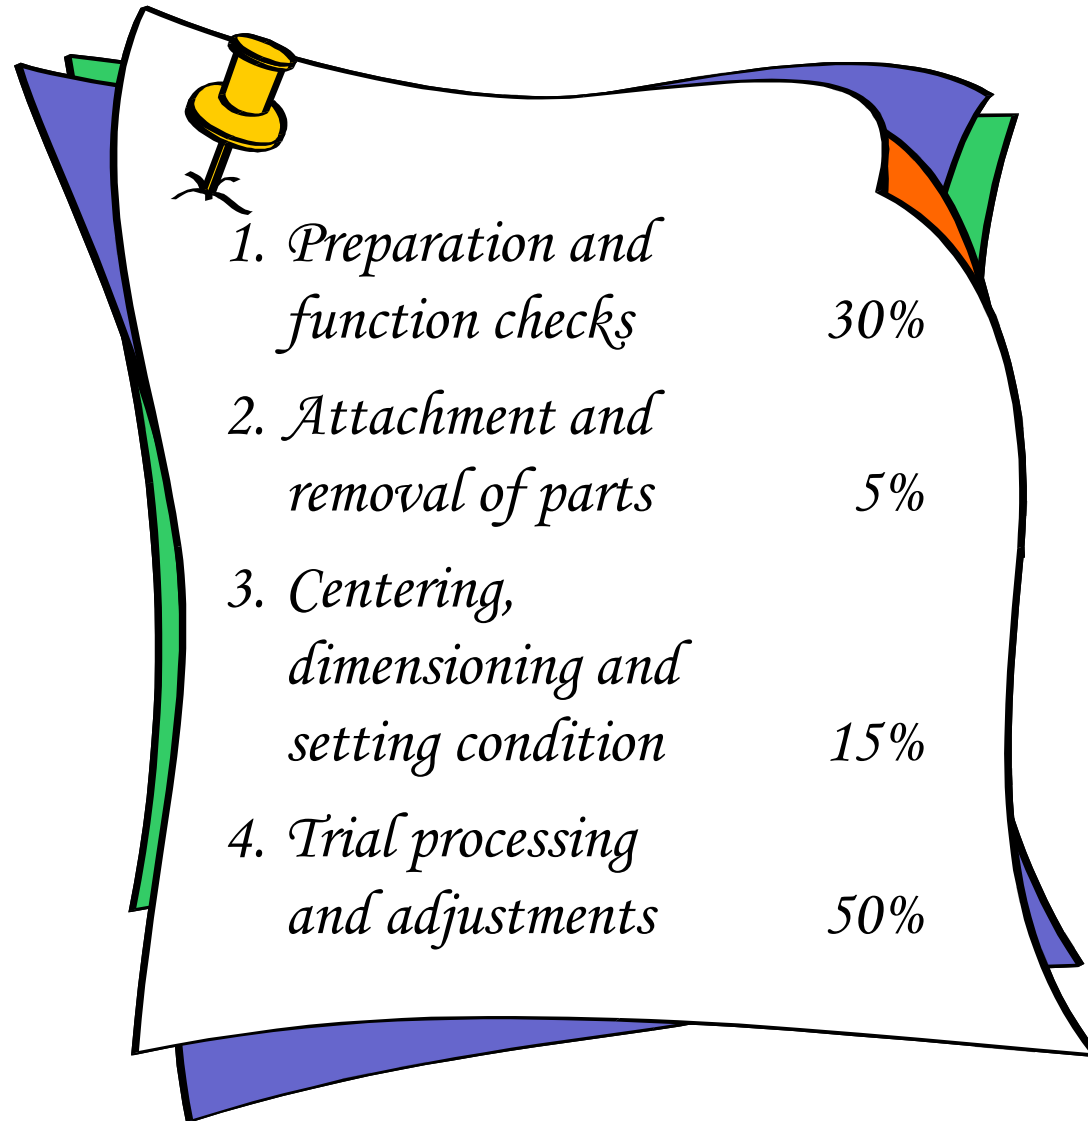 1. Preparation and
function checks 30%
2. Attachment and
removal of parts 5%
3. Centering,
dimensioning and
setting condition 15%
4. Trial processing
and adjustments 50%